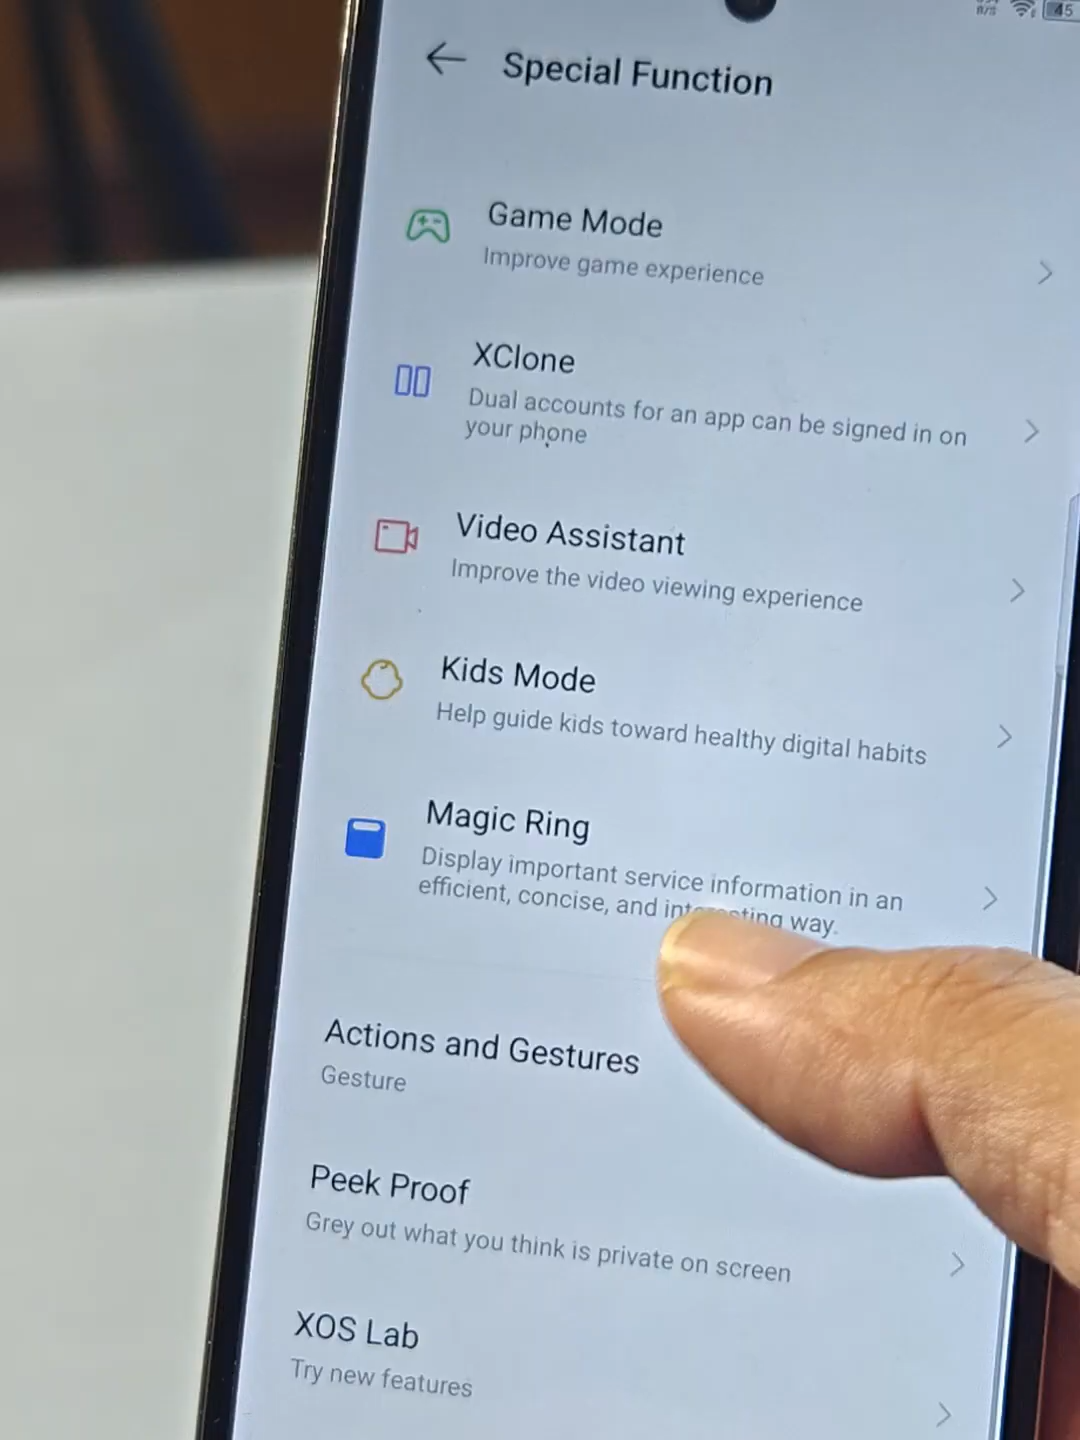 B/S 45
Special Function
Game Mode
Improve game experience
XClone
Dual accounts for an app can be signed in on
your phone
Video Assistant
Improve the video viewing experience
Kids Mode
Help guide kids toward healthy digital habits
Magic Ring
Display important service information in an
efficient, concise, and interesting way.
Actions and Gestures
Gesture
Peek Proof
Grey out what you think is private on screen
XOS Lab
Try new features